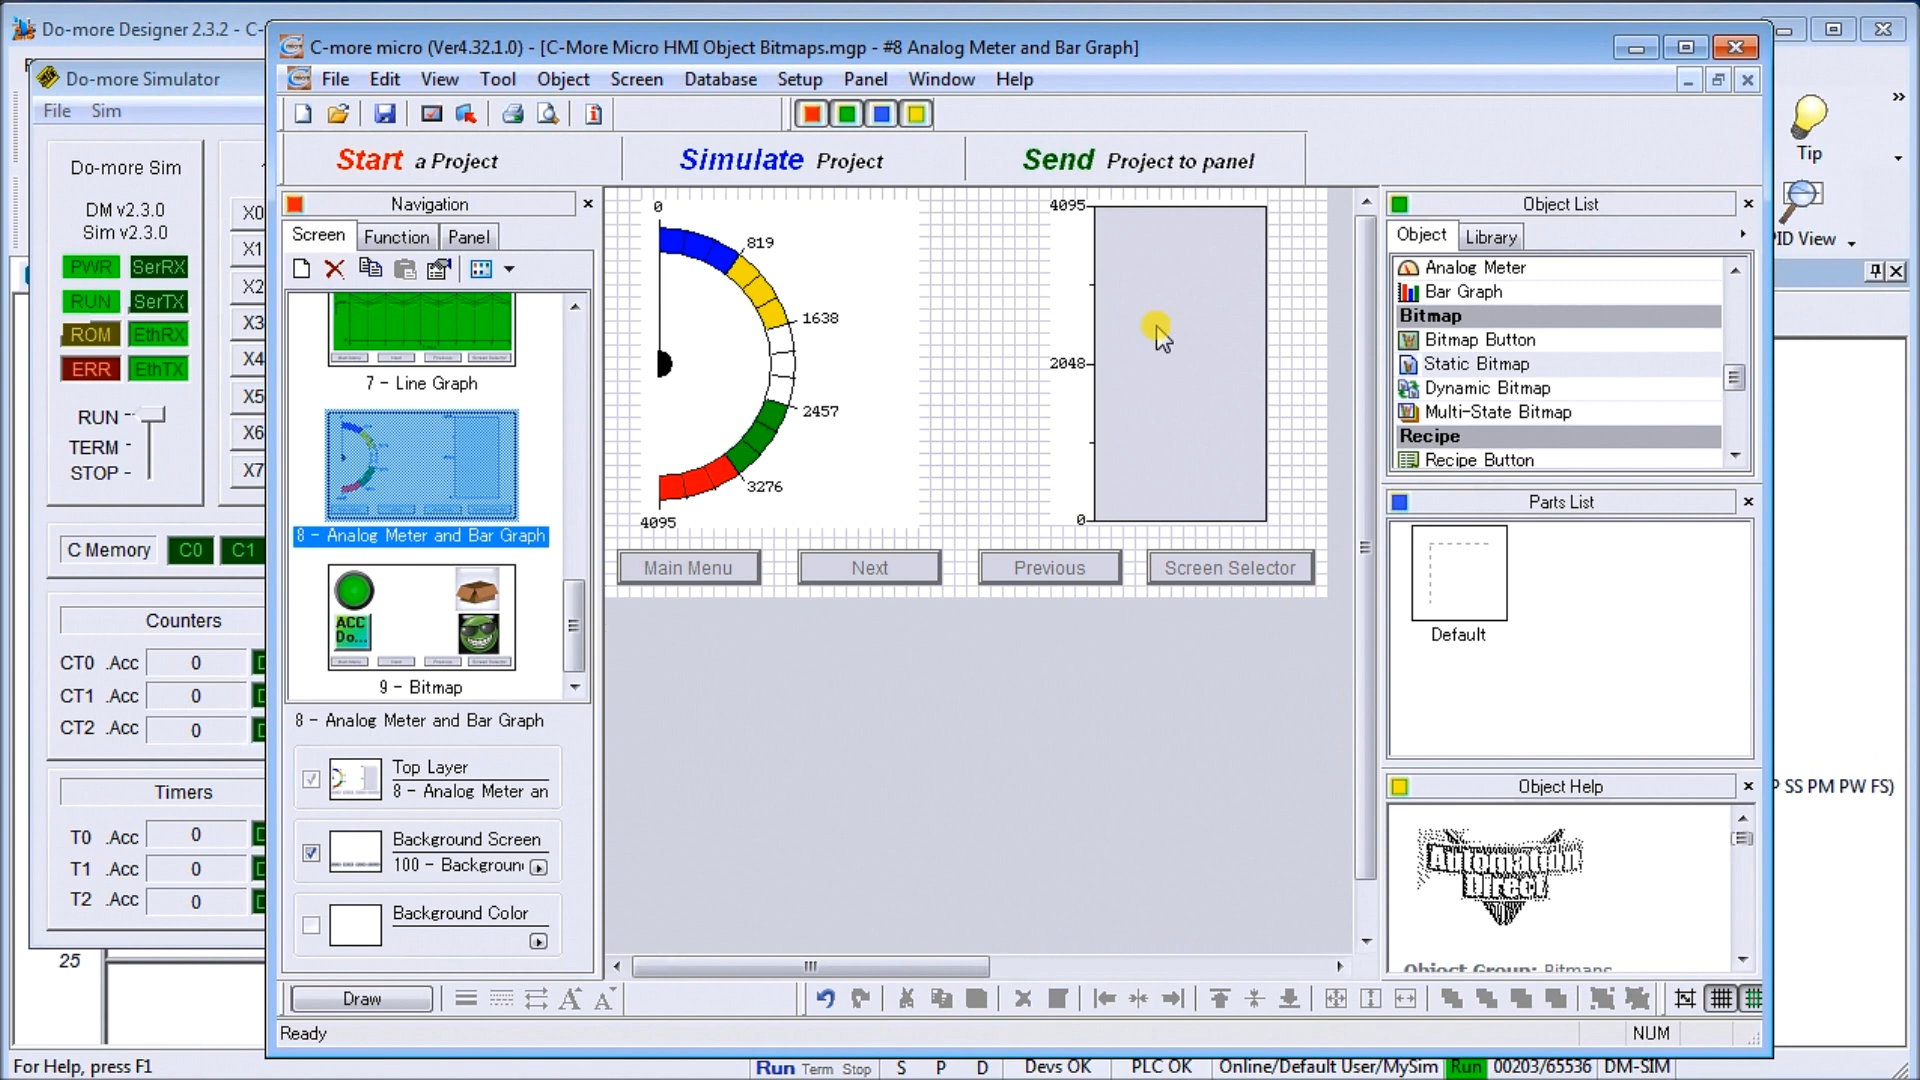 Do-more Designer 2.3.2 - C-
C-more micro (Ver4.32.1.0) - [C-More Micro HMI Object Bitmaps.mgp - #8 Analog Meter and Bar Graph]
Do-more Simulator
File Sim
File Edit View Tool Object Screen Database Setup Panel Window Help
Start a Project
Simulate Project
Send Project to panel
Tip
PID View
Do-more Sim
DM v2.3.0
Sim v2.3.0
PWR SerRX
RUN SerTX
ROM EthRX
ERR EthTX
RUN
TERM
STOP
X0
X1
X2
X3
X4
X5
X6
X7
C Memory C0 C1
Counters
CT0 .Acc 0
CT1 .Acc 0
CT2 .Acc 0
Timers
T0 .Acc 0
T1 .Acc 0
T2 .Acc 0
25
Navigation
Screen Function Panel
7 - Line Graph
8 - Analog Meter and Bar Graph
ACC
Do...
9 - Bitmap
8 - Analog Meter and Bar Graph
Top Layer
8 - Analog Meter an
Background Screen
100 - Backgroun
Background Color
0
819
1638
2457
3276
4095
4095
2048
0
Main Menu Next Previous Screen Selector
Object List
Object Library
Analog Meter
Bar Graph
Bitmap
Bitmap Button
Static Bitmap
Dynamic Bitmap
Multi-State Bitmap
Recipe
Recipe Button
Parts List
Default
Object Help
Automation
Direct
Object Group: Bitmaps
P SS PM PW FS)
Draw
Ready
NUM
For Help, press F1
Run Term Stop S P D Devs OK PLC OK Online/Default User/MySim Run 00203/65536 DM-SIM